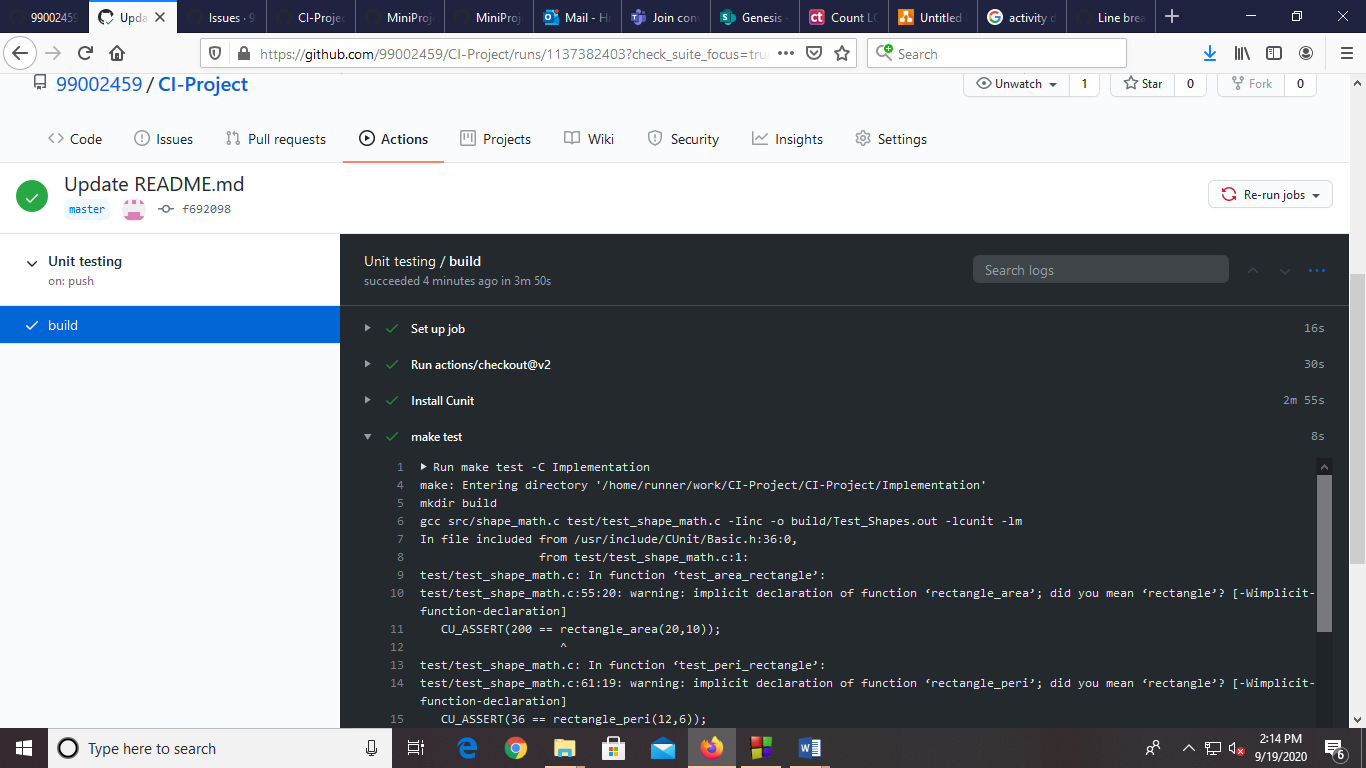 99002459 Upda Issues · 9 CI-Projec MiniProj MiniProj Mail - H Join con Genesis - Count LO Untitled activity d Line brea
https://github.com/99002459/CI-Project/runs/1137382403?check_suite_focus=tru Search
99002459 / CI-Project Unwatch 1 Star 0 Fork 0
Code Issues Pull requests Actions Projects Wiki Security Insights Settings
Update README.md
master f692098 Re-run jobs
Unit testing
on: push
build
Unit testing / build
succeeded 4 minutes ago in 3m 50s
Search logs
Set up job 16s
Run actions/checkout@v2 30s
Install Cunit 2m 55s
make test 8s
1 Run make test -C Implementation
4 make: Entering directory '/home/runner/work/CI-Project/CI-Project/Implementation'
5 mkdir build
6 gcc src/shape_math.c test/test_shape_math.c -Iinc -o build/Test_Shapes.out -lcunit -lm
7 In file included from /usr/include/CUnit/Basic.h:36:0,
8 from test/test_shape_math.c:1:
9 test/test_shape_math.c: In function ‘test_area_rectangle’:
10 test/test_shape_math.c:55:20: warning: implicit declaration of function ‘rectangle_area’; did you mean ‘rectangle’? [-Wimplicit-
function-declaration]
11 CU_ASSERT(200 == rectangle_area(20,10));
12 ^
13 test/test_shape_math.c: In function ‘test_peri_rectangle’:
14 test/test_shape_math.c:61:19: warning: implicit declaration of function ‘rectangle_peri’; did you mean ‘rectangle’? [-Wimplicit-
function-declaration]
15 CU_ASSERT(36 == rectangle_peri(12,6));
Type here to search
2:14 PM
9/19/2020
6